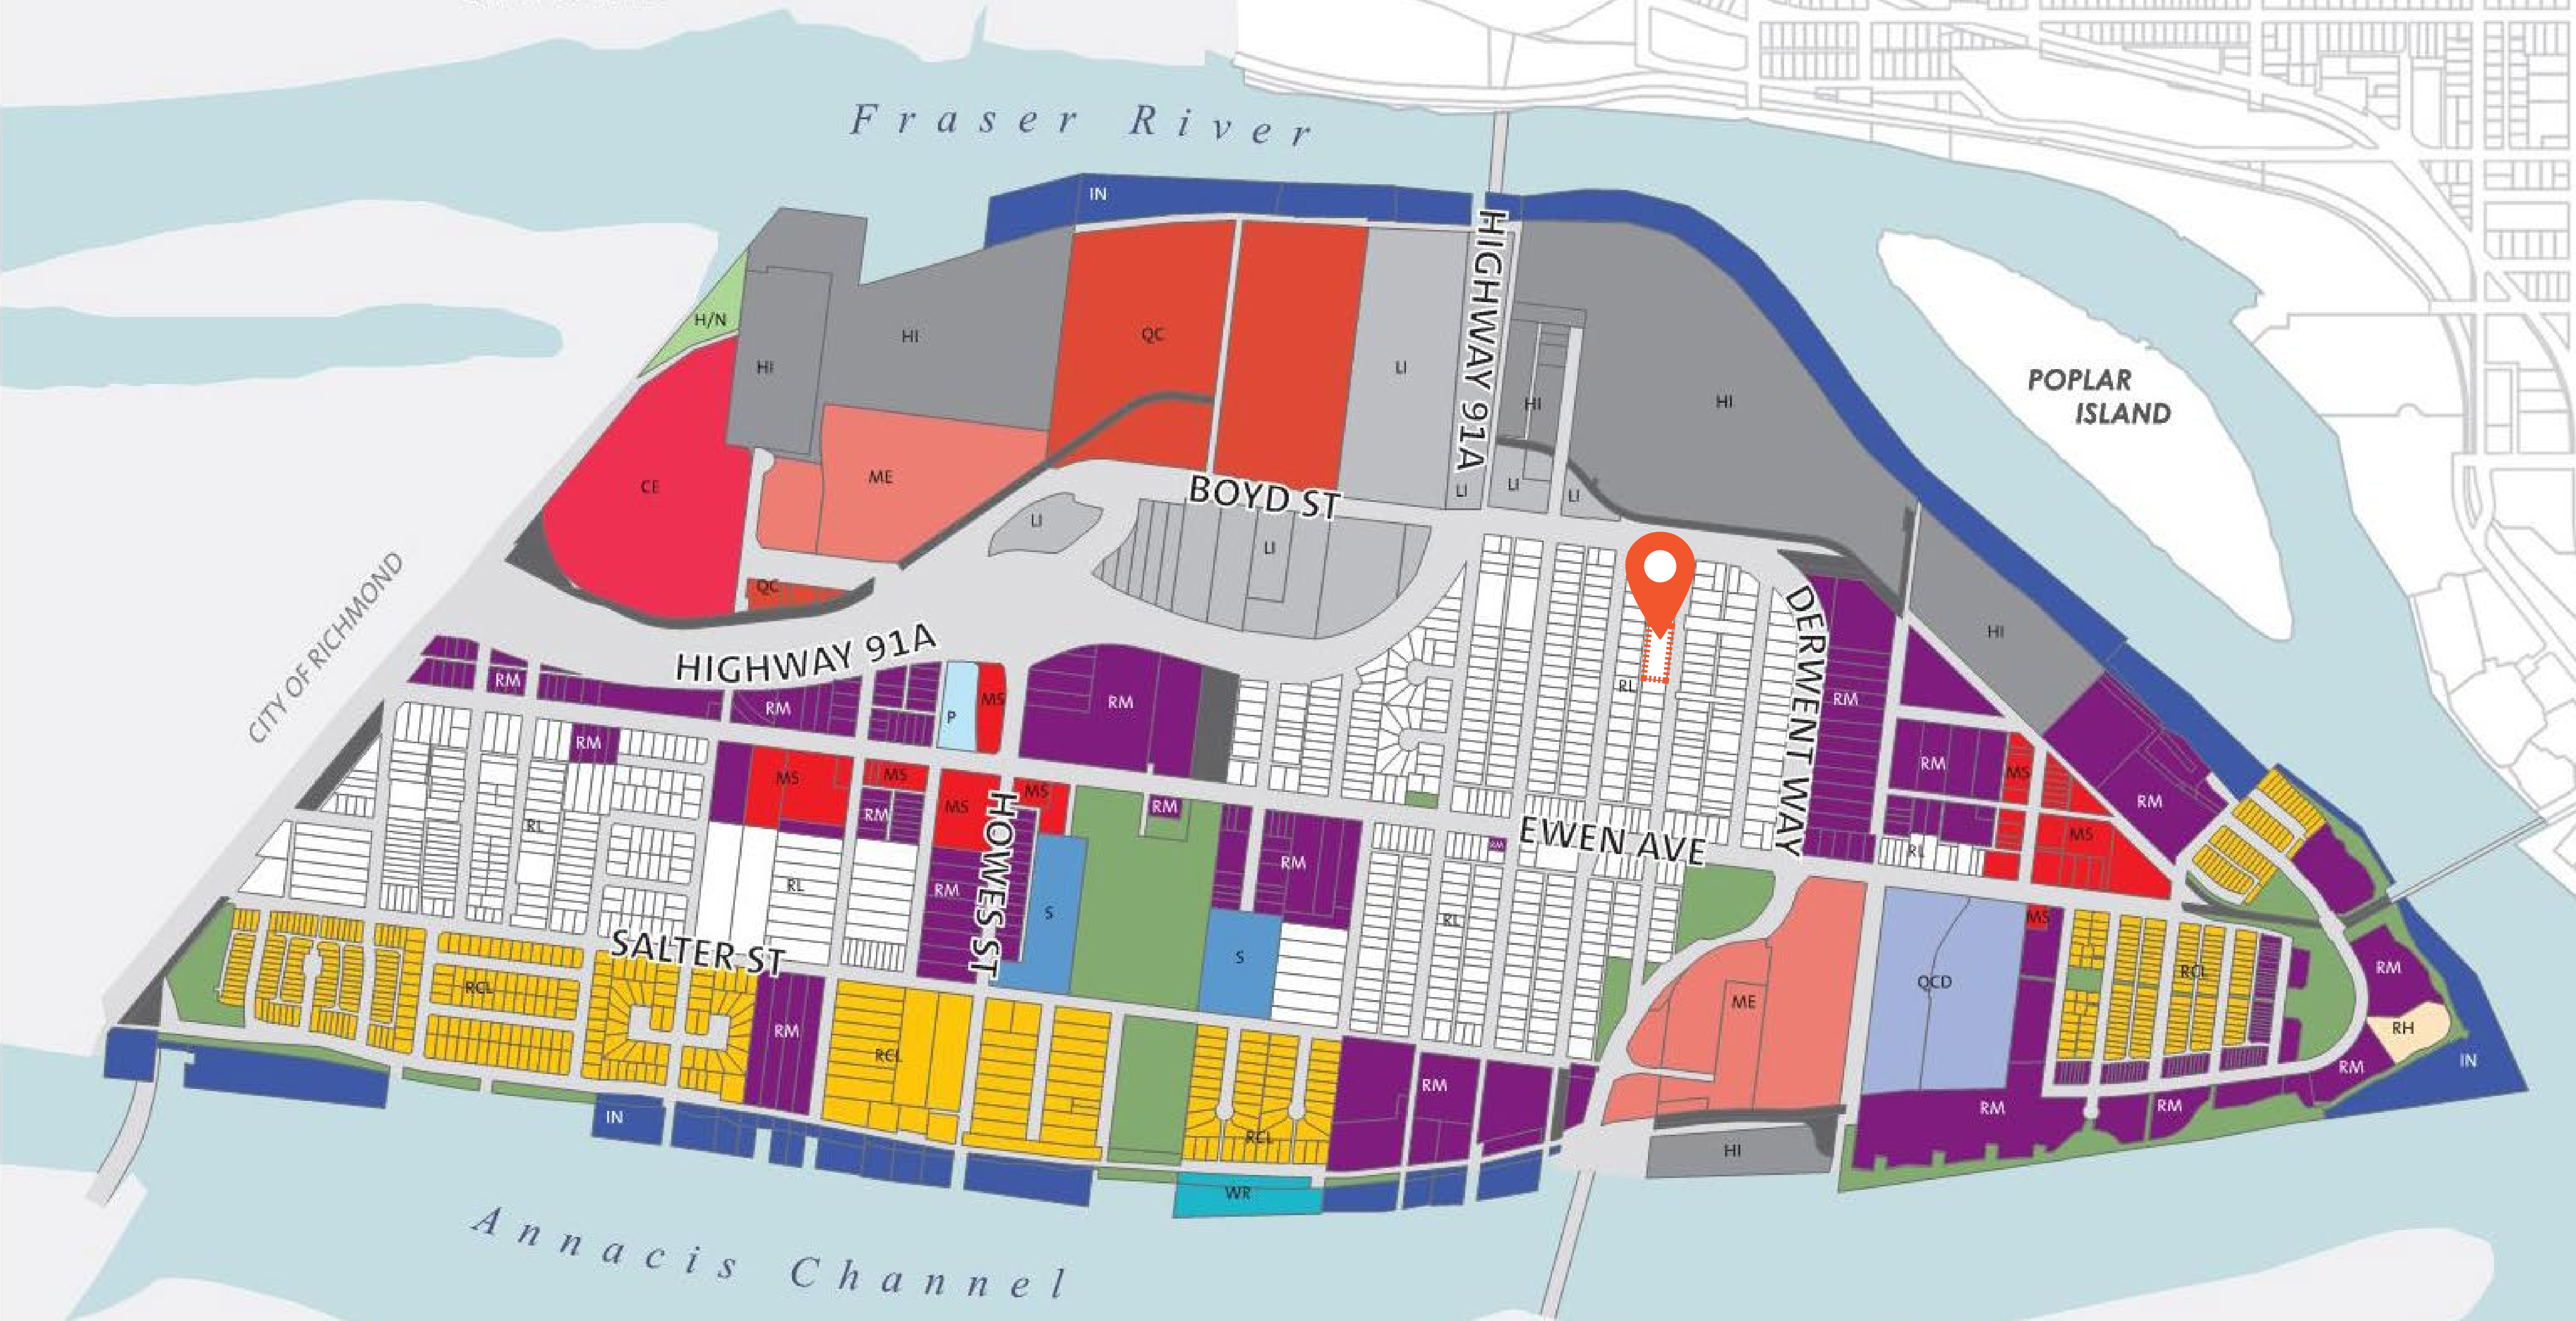 Fraser River
IN
HIGHWAY 91A
H/N
HI
HI
QC
LI
HI
HI
POPLAR
ISLAND
CE
ME
LI
LI
LI
BOYD ST
LI
LI
QC
CITY OF RICHMOND
HIGHWAY 91A
DERWENT WAY
HI
RM
RM
P
MS
RM
RL
RM
RM
MS
MS
MS
HOWES ST
MS
RM
RM
RM
MS
RM
RL
RM
EWEN AVE
RM
RL
MS
RL
RM
S
RL
MS
SALTER ST
S
RCL
QCD
RCL
RM
RM
ME
RH
RCL
RM
RM
IN
IN
RCL
RM
RM
HI
WR
Annacis Channel